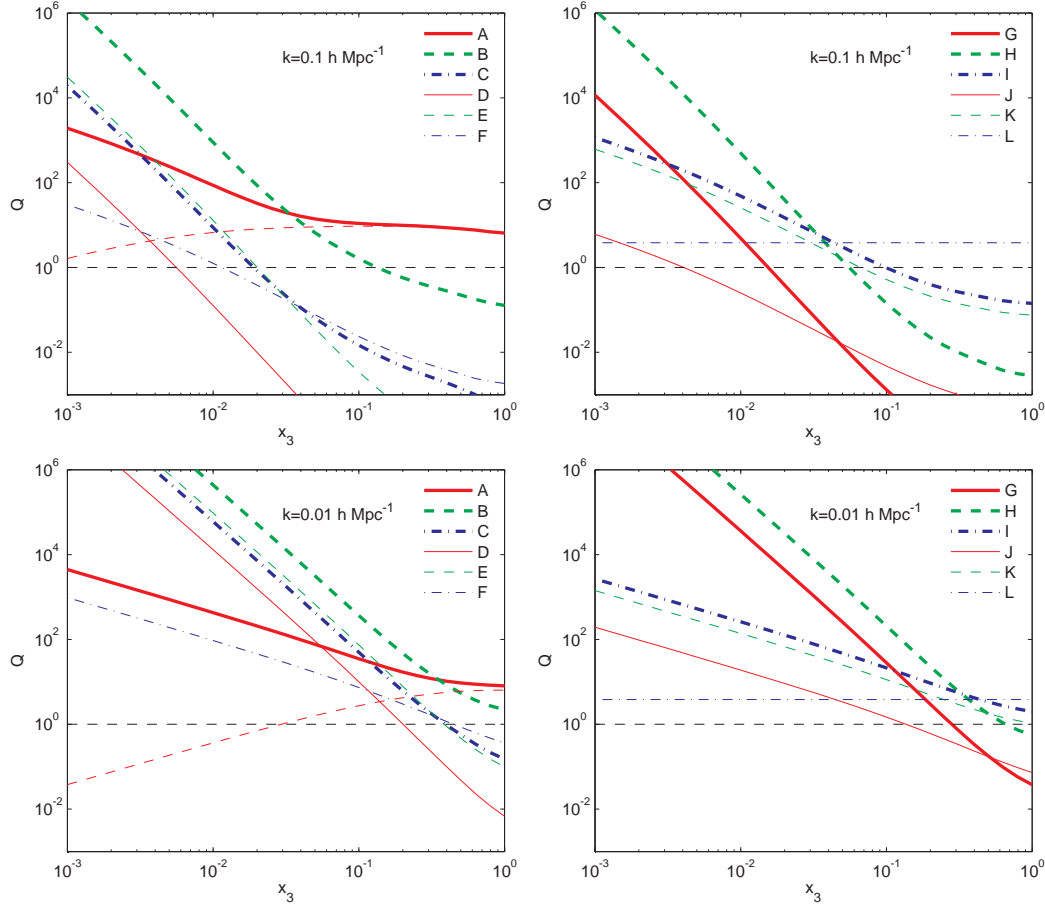 10^6
10^4
10^2
10^0
10^-2
Q
k=0.1 h Mpc^-1
A
B
C
D
E
F
10^-3
10^-2
10^-1
10^0
x_3
10^6
10^4
10^2
10^0
10^-2
Q
k=0.1 h Mpc^-1
G
H
I
J
K
L
10^-3
10^-2
10^-1
10^0
x_3
10^6
10^4
10^2
10^0
10^-2
Q
k=0.01 h Mpc^-1
A
B
C
D
E
F
10^-3
10^-2
10^-1
10^0
x_3
10^6
10^4
10^2
10^0
10^-2
Q
k=0.01 h Mpc^-1
G
H
I
J
K
L
10^-3
10^-2
10^-1
10^0
x_3